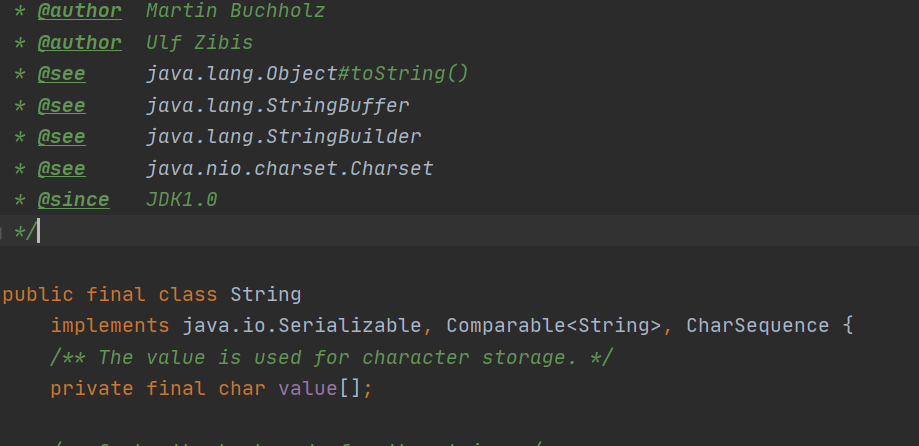 * @author  Martin Buchholz
* @author  Ulf Zibis
* @see     java.lang.Object#toString()
* @see     java.lang.StringBuffer
* @see     java.lang.StringBuilder
* @see     java.nio.charset.Charset
* @since   JDK1.0
*/
public final class String
    implements java.io.Serializable, Comparable<String>, CharSequence {
    /** The value is used for character storage. */
    private final char value[];